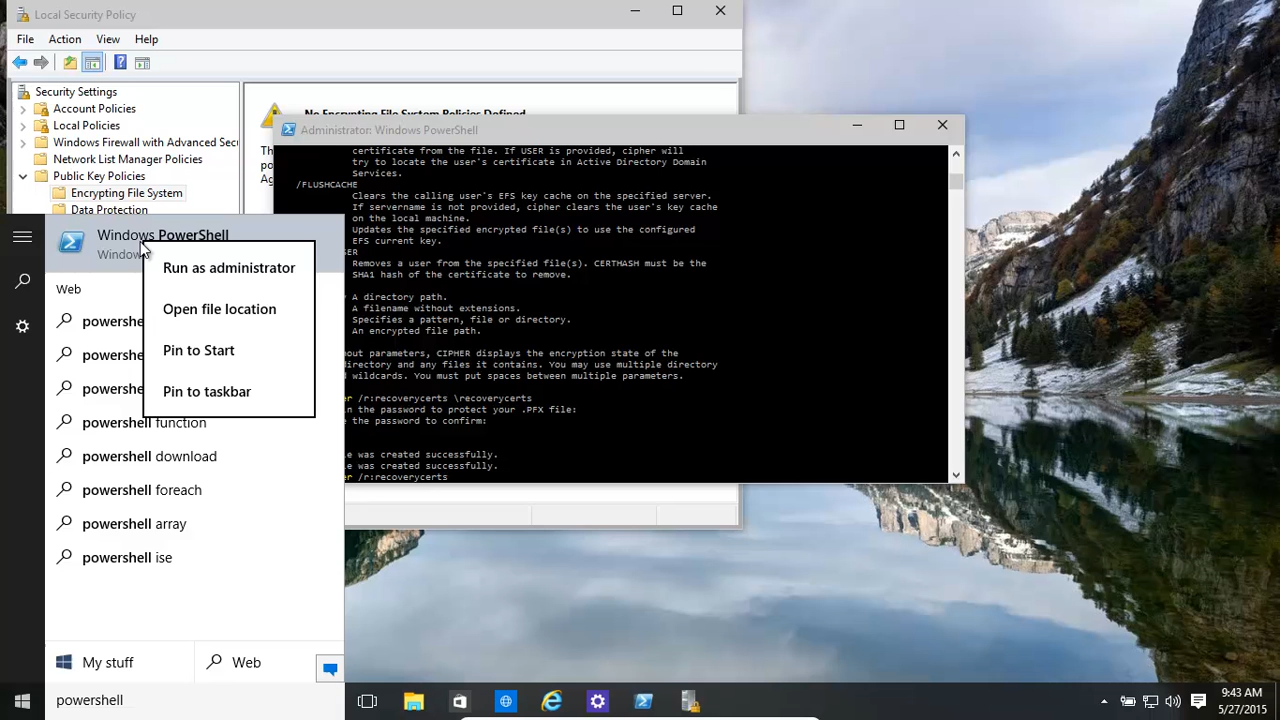 Local Security Policy
File Action View Help
Security Settings
Account Policies
Local Policies
Windows Firewall with Advanced Secu
Network List Manager Policies
Public Key Policies
Encrypting File System
Data Protection
No Encrypting File System Policies Defined
Administrator: Windows PowerShell
certificate from the file. If USER is provided, cipher will
try to locate the user's certificate in Active Directory Domain
Services.
/FLUSHCACHE
Clears the calling user's EFS key cache on the specified server.
If servername is not provided, cipher clears the user's key cache
on the local machine.
Updates the specified encrypted file(s) to use the configured
EFS current key.
Removes a user from the specified file(s). CERTHASH must be the
SHA1 hash of the certificate to remove.
A directory path.
A filename without extensions.
Specifies a pattern, file or directory.
An encrypted file path.
out parameters, CIPHER displays the encryption state of the
directory and any files it contains. You may use multiple directory
wildcards. You must put spaces between multiple parameters.
/r:recoverycerts \recoverycerts
in the password to protect your .PFX file:
the password to confirm:
was created successfully.
was created successfully.
/r:recoverycerts
Windows PowerShell
Window
Run as administrator
Open file location
Pin to Start
Pin to taskbar
Web
powershe
powershe
powershe
powershell function
powershell download
powershell foreach
powershell array
powershell ise
My stuff
Web
powershell
9:43 AM
5/27/2015